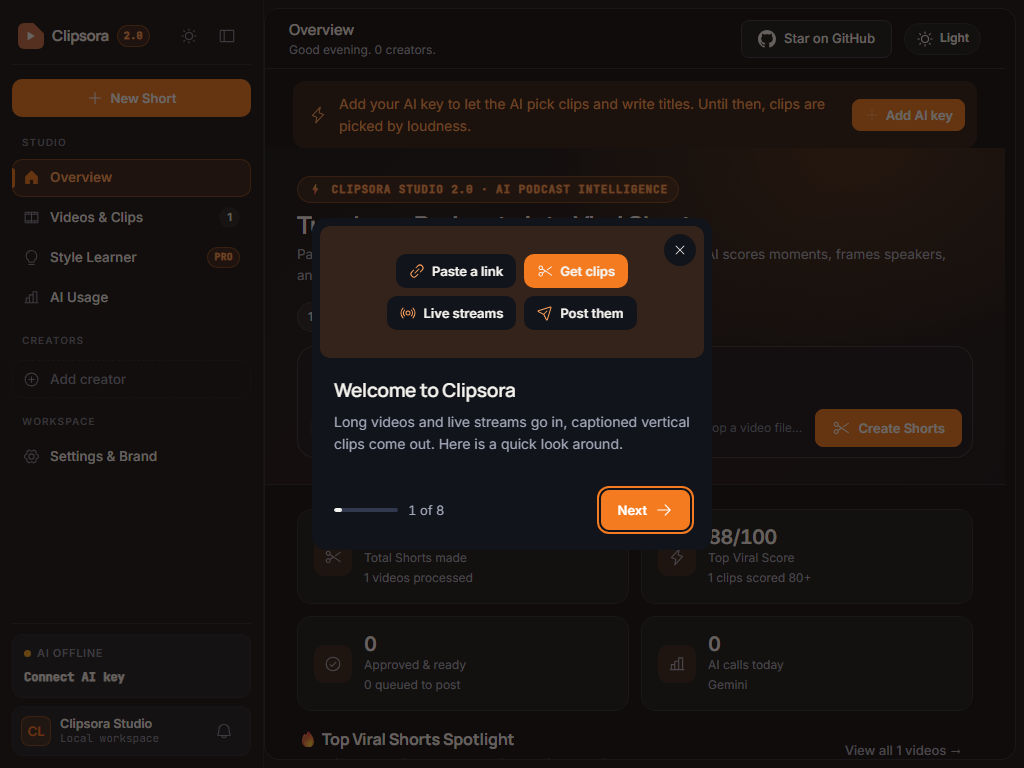 Clipsora 2.0
New Short
STUDIO
Overview
Videos & Clips 1
Style Learner PRO
AI Usage
CREATORS
Add creator
WORKSPACE
Settings & Brand
AI OFFLINE
Connect AI key
CL
Clipsora Studio
Local workspace
Overview
Good evening. 0 creators.
Star on GitHub
Light
Add your AI key to let the AI pick clips and write titles. Until then, clips are
picked by loudness.
Add AI key
CLIPSORA STUDIO 2.0 · AI PODCAST INTELLIGENCE
AI scores moments, frames speakers,
Paste a link
Get clips
Live streams
Post them
Welcome to Clipsora
Long videos and live streams go in, captioned vertical
clips come out. Here is a quick look around.
1 of 8
Next
a video file...
Create Shorts
Total Shorts made
1 videos processed
88/100
Top Viral Score
1 clips scored 80+
0
Approved & ready
0 queued to post
0
AI calls today
Gemini
Top Viral Shorts Spotlight
View all 1 videos →